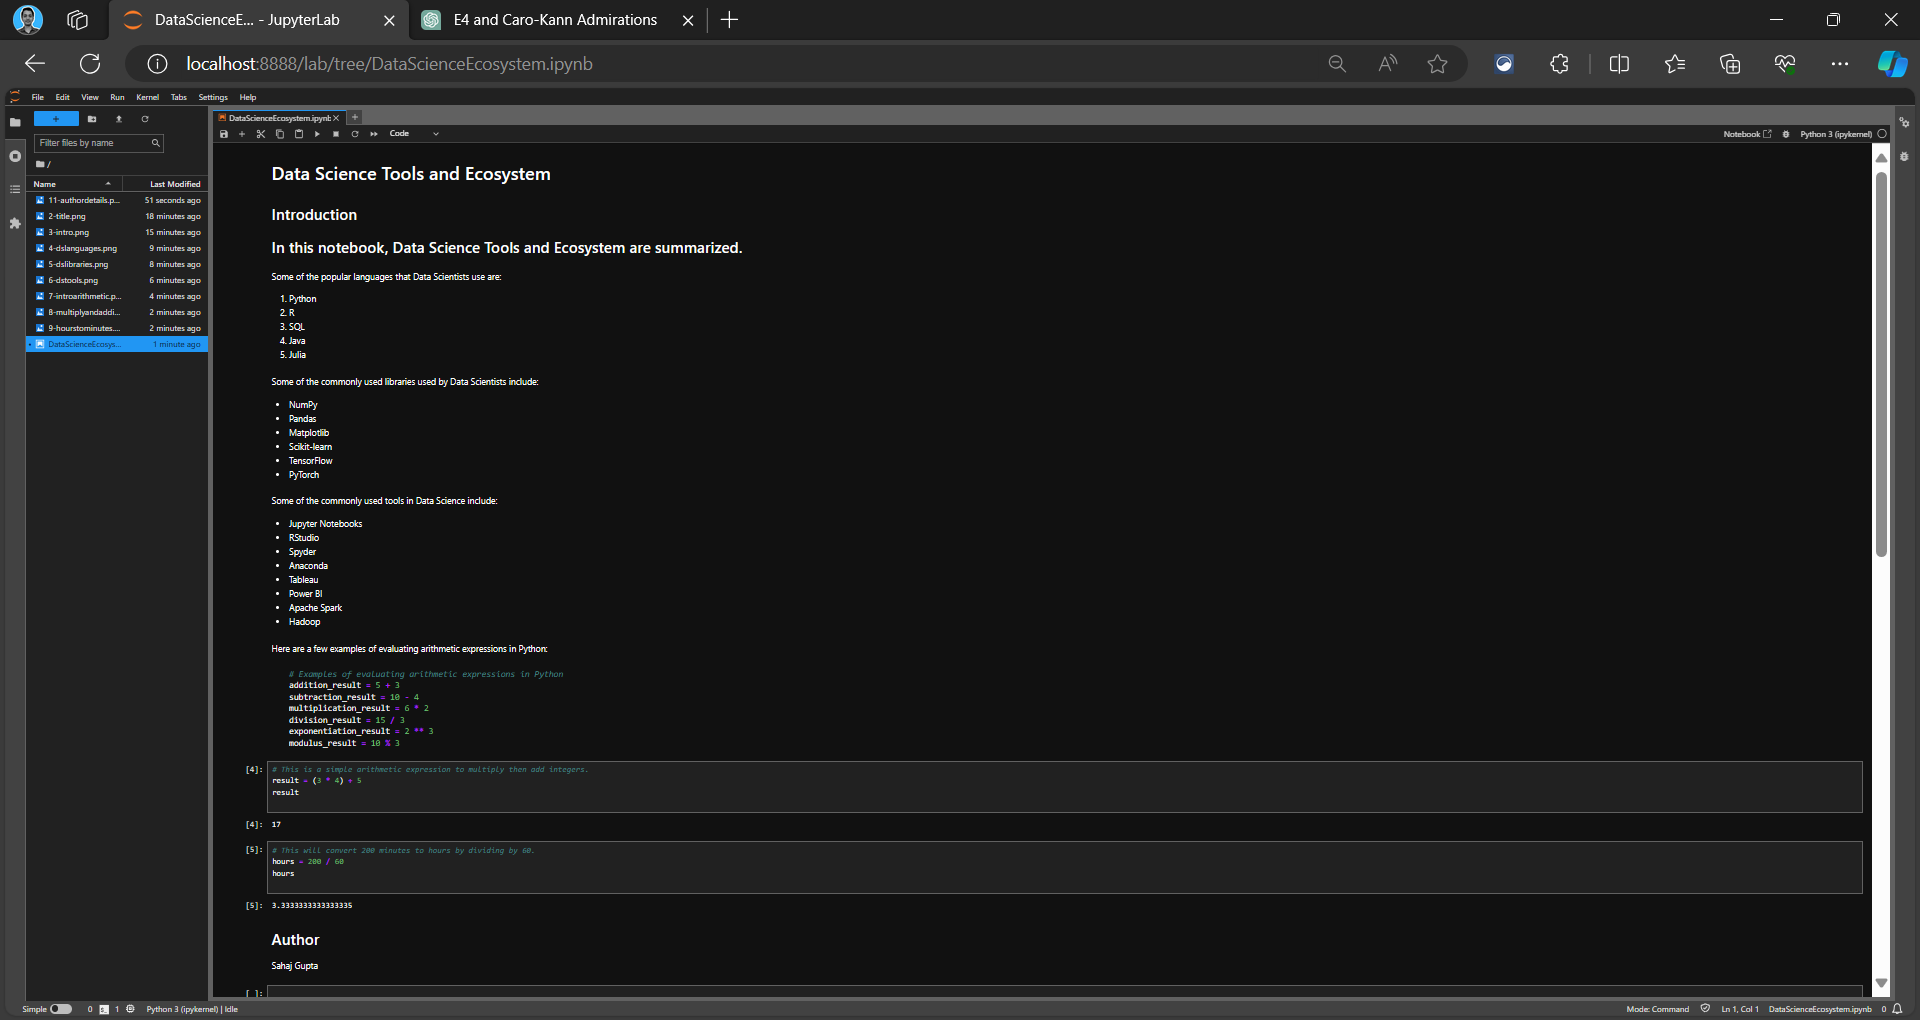 DataScienceE... - JupyterLab
E4 and Caro-Kann Admirations
localhost:8888/lab/tree/DataScienceEcosystem.ipynb
File Edit View Run Kernel Tabs Settings Help
Filter files by name
/
Name Last Modified
11-authordetails.p... 51 seconds ago
2-title.png 18 minutes ago
3-intro.png 15 minutes ago
4-dslanguages.png 9 minutes ago
5-dslibraries.png 8 minutes ago
6-dstools.png 6 minutes ago
7-introarithmetic.p... 4 minutes ago
8-multiplyandaddi... 2 minutes ago
9-hourstominutes.... 2 minutes ago
DataScienceEcosys... 1 minute ago
DataScienceEcosystem.ipynb
Code
Notebook Python 3 (ipykernel)
Data Science Tools and Ecosystem
Introduction
In this notebook, Data Science Tools and Ecosystem are summarized.
Some of the popular languages that Data Scientists use are:
1. Python
2. R
3. SQL
4. Java
5. Julia
Some of the commonly used libraries used by Data Scientists include:
• NumPy
• Pandas
• Matplotlib
• Scikit-learn
• TensorFlow
• PyTorch
Some of the commonly used tools in Data Science include:
• Jupyter Notebooks
• RStudio
• Spyder
• Anaconda
• Tableau
• Power BI
• Apache Spark
• Hadoop
Here are a few examples of evaluating arithmetic expressions in Python:
# Examples of evaluating arithmetic expressions in Python
addition_result = 5 + 3
subtraction_result = 10 - 4
multiplication_result = 6 * 2
division_result = 15 / 3
exponentiation_result = 2 ** 3
modulus_result = 10 % 3
[4]: # This is a simple arithmetic expression to multiply then add integers.
result = (3 * 4) + 5
result
[4]: 17
[5]: # This will convert 200 minutes to hours by dividing by 60.
hours = 200 / 60
hours
[5]: 3.3333333333333335
Author
Sahaj Gupta
[ ]:
Simple 0 1 Python 3 (ipykernel) | Idle
Mode: Command Ln 1, Col 1 DataScienceEcosystem.ipynb 0